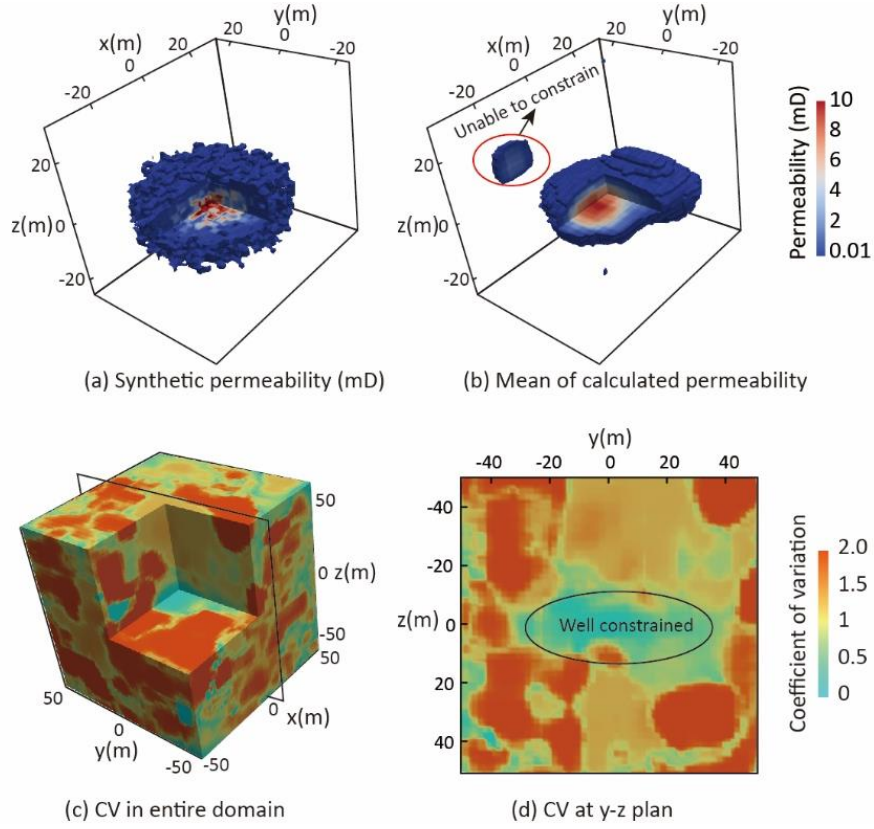 y(m)
20
0
-20
x(m)
20
0
20
20
z(m)
0
-20
(a) Synthetic permeability (mD)
y(m)
20
0
-20
x(m)
20
0
20
Unable to constrain
20
z(m)
0
-20
(b) Mean of calculated permeability
Permeability (mD)
10
8
6
4
2
0.01
50
0 z(m)
-50
50
0
x(m)
-50
50
0
y(m)
-50
(c) CV in entire domain
y(m)
-40 -20 0 20 40
-40
-20
z(m) 0
20
40
Well constrained
(d) CV at y-z plan
Coefficient of variation
2.0
1.5
1
0.5
0